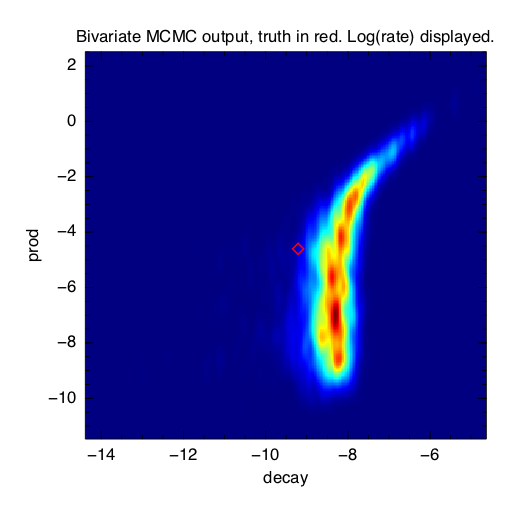 Bivariate MCMC output, truth in red. Log(rate) displayed.
2
0
−2
−4
−6
−8
−10
prod
−14 −12 −10 −8 −6
decay